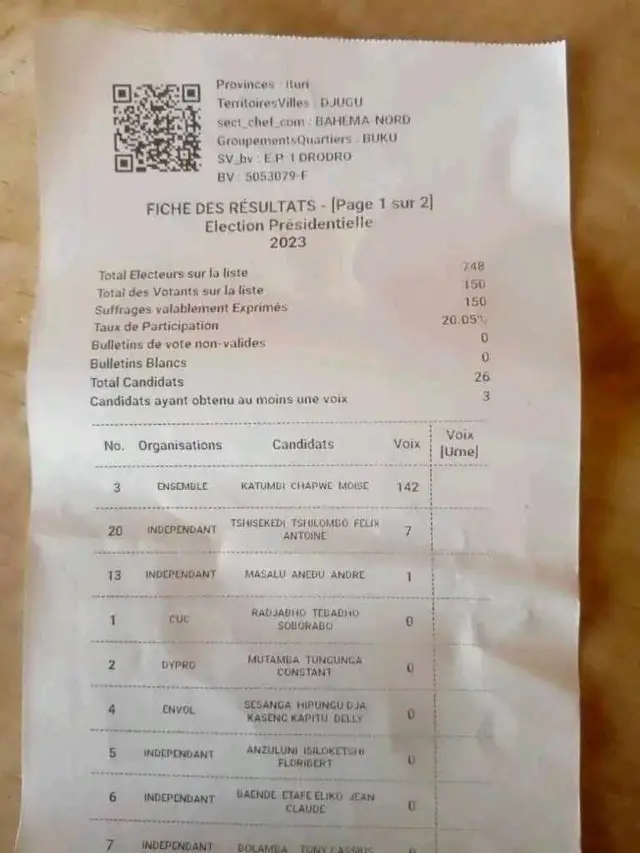 Provinces : Ituri
TerritoiresVilles : DJUGU
sect_chef_com : BAHEMA-NORD
GroupementsQuartiers : BUKU
SV_bv : E.P. 1 DRODRO
BV : 5053079-F
FICHE DES RÉSULTATS - [Page 1 sur 2]
Election Présidentielle
2023
Total Electeurs sur la liste 748
Total des Votants sur la liste 150
Suffrages valablement Exprimés 150
Taux de Participation 20.05%
Bulletins de vote non-valides 0
Bulletins Blancs 0
Total Candidats 26
Candidats ayant obtenu au moins une voix 3
No. Organisations Candidats Voix Voix [Urne]
3 ENSEMBLE KATUMBI CHAPWE MOISE 142
20 INDEPENDANT TSHISEKEDI TSHILOMBO FELIX ANTOINE 7
13 INDEPENDANT MASALU ANEDU ANDRE 1
1 CUC RADJABHO TEBABHO SOBORABO 0
2 DYPRO MUTAMBA TUNGUNGA CONSTANT 0
4 ENVOL SESANGA HIPUNGU DJA KASENG KAPITU DELLY 0
5 INDEPENDANT ANZULUNI ISILOKETSHI FLORIBERT 0
6 INDEPENDANT BAENDE ETAFE ELIKO JEAN CLAUDE 0
7 INDEPENDANT BOLAMBA TONY CASSIUS 0